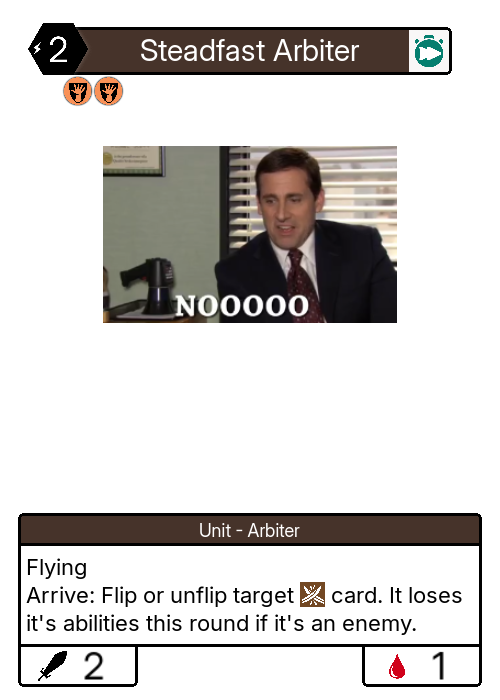 2
Steadfast Arbiter
NOOOOO
Unit - Arbiter
Flying
Arrive: Flip or unflip target card. It loses
it's abilities this round if it's an enemy.
2
1